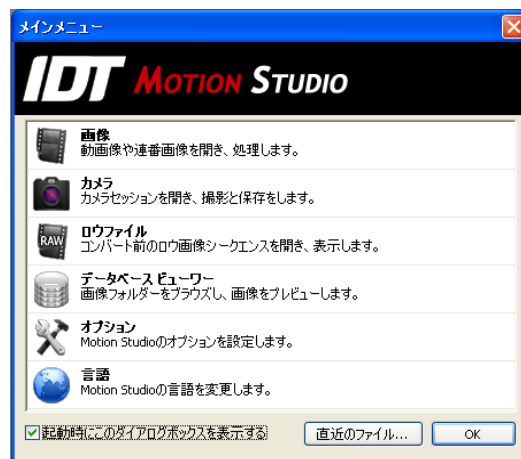 メインメニュー
IDT MOTION STUDIO
画像
動画像や連番画像を開き、処理します。
カメラ
カメラセッションを開き、撮影と保存をします。
RAW
ロウファイル
コンバート前のロウ画像シークエンスを開き、表示します。
データベース ビューワー
画像フォルダーをブラウズし、画像をプレビューします。
オプション
Motion Studioのオプションを設定します。
言語
Motion Studioの言語を変更します。
起動時にこのダイアログボックスを表示する
直近のファイル...
OK